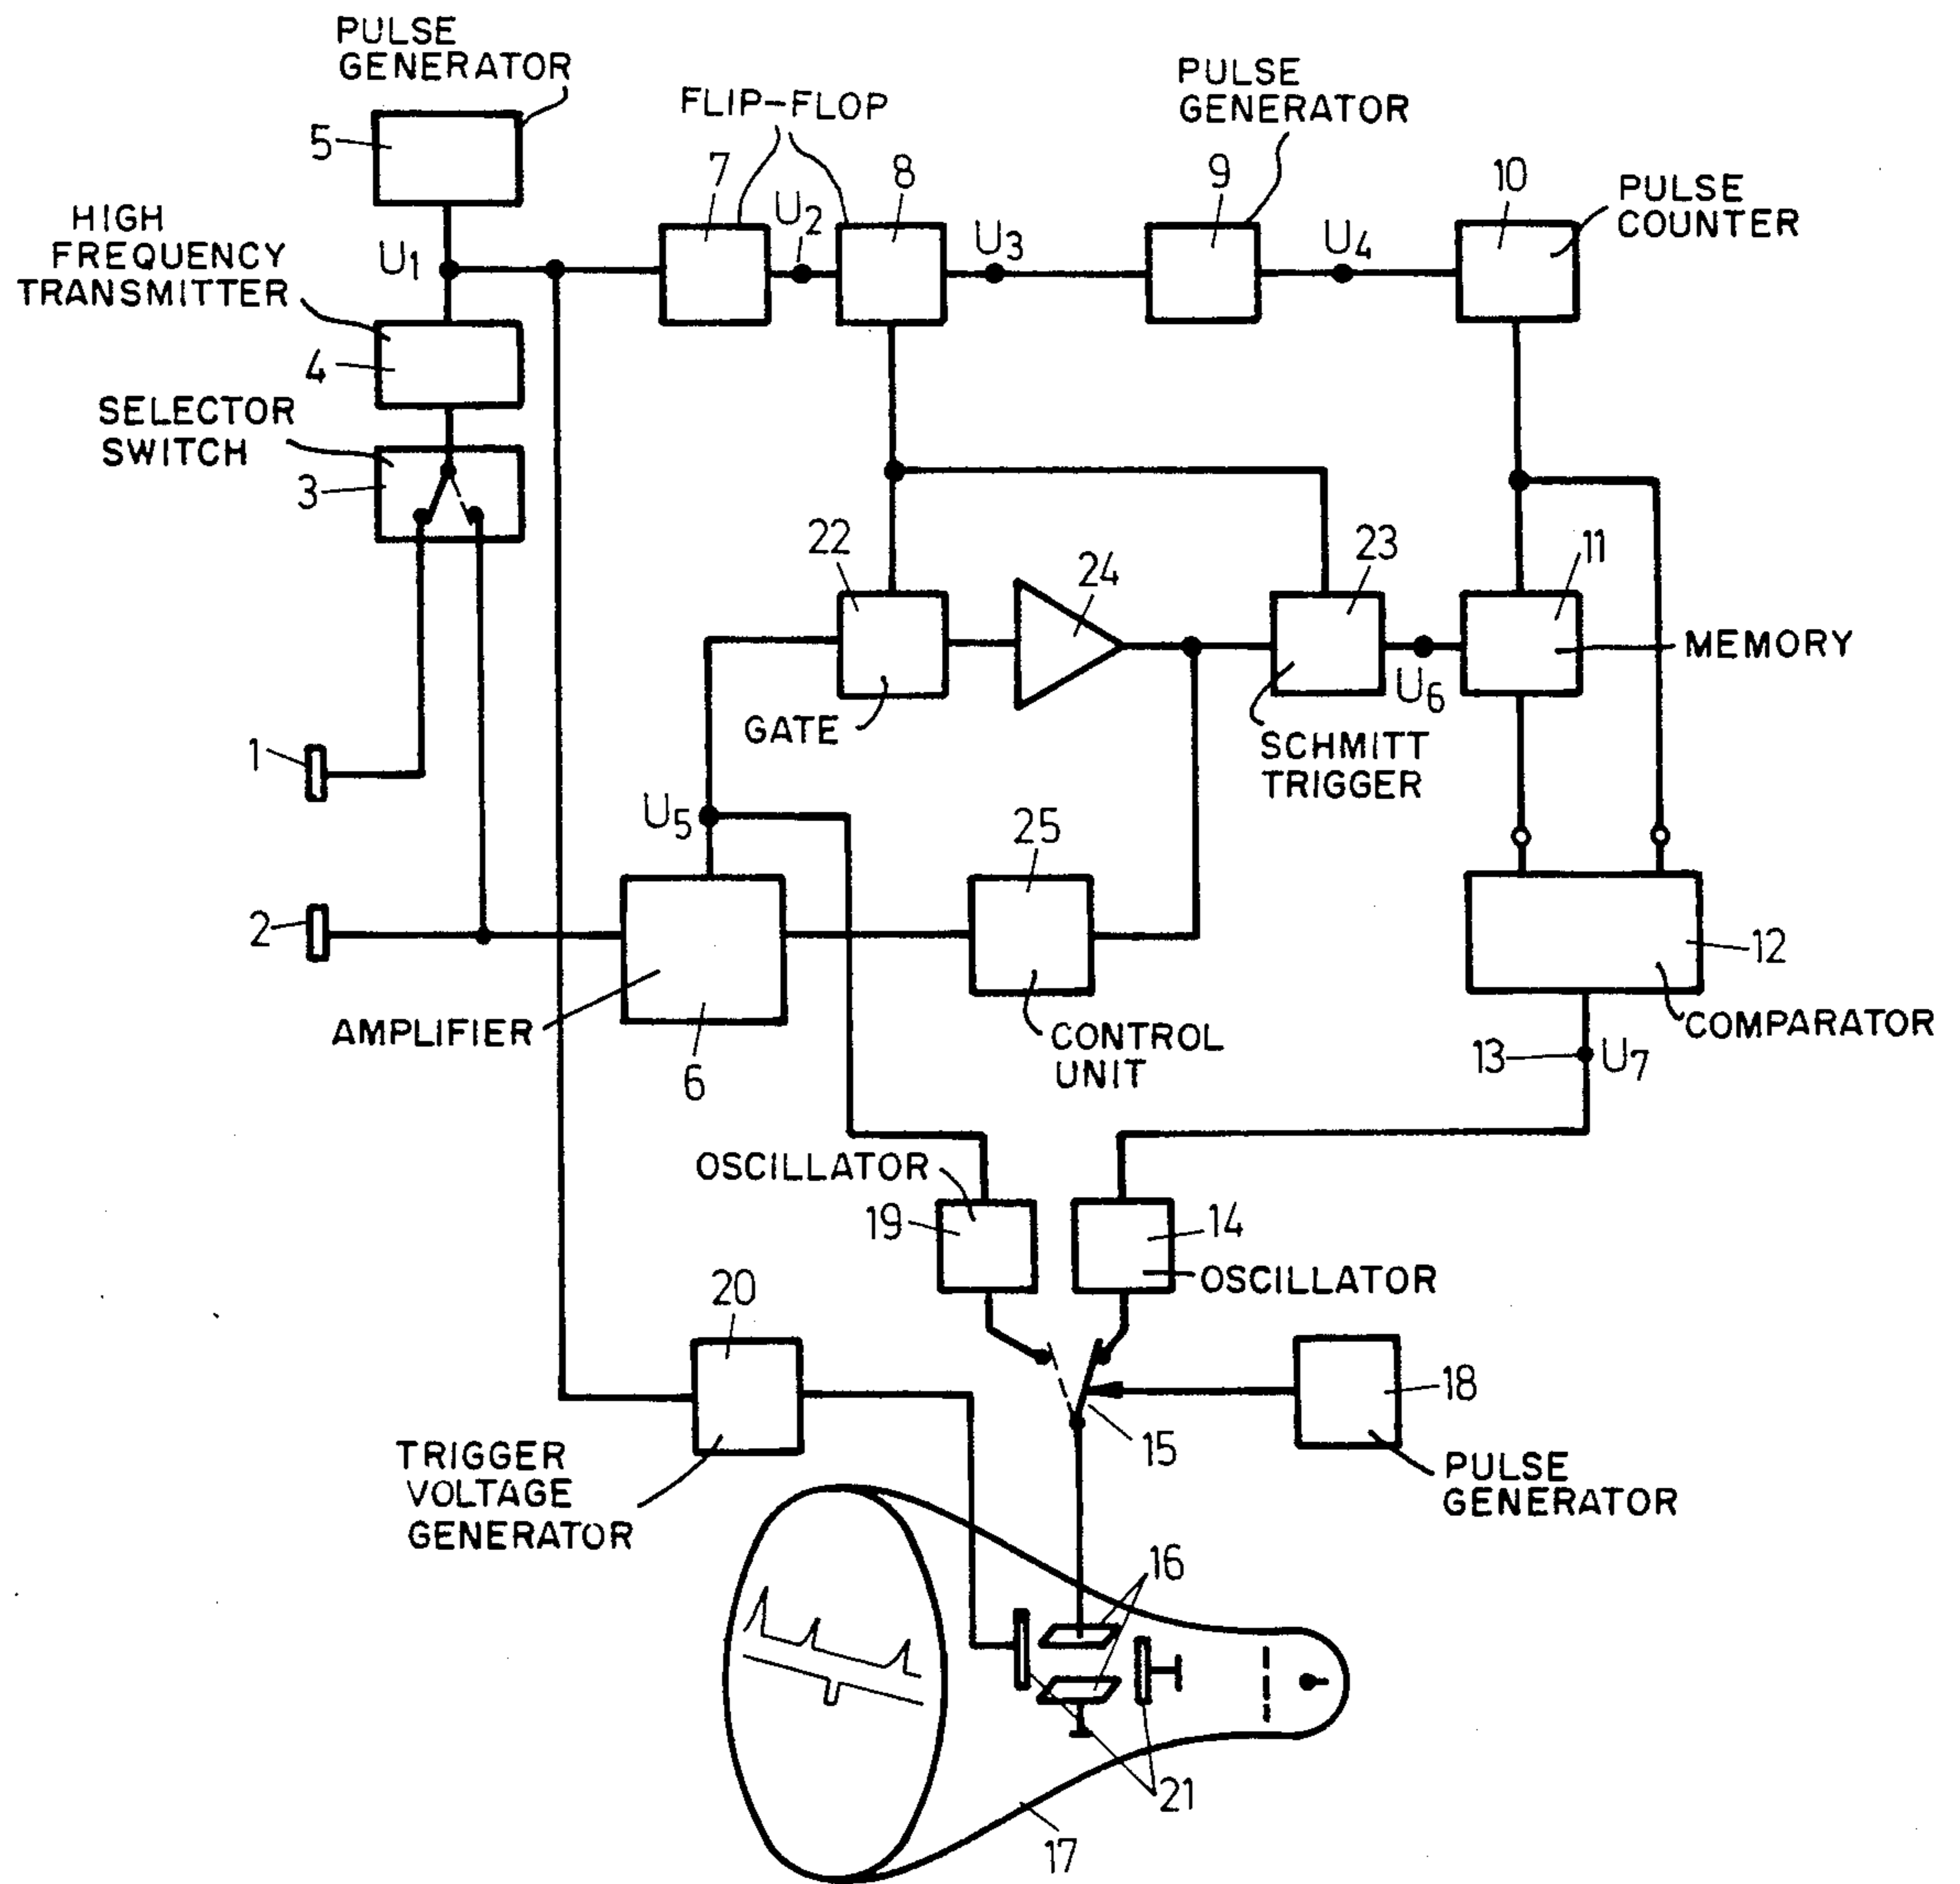 PULSE
GENERATOR
5
FLIP-FLOP
PULSE
GENERATOR
7
U2
8
U3
9
U4
10
PULSE
COUNTER
HIGH
FREQUENCY
TRANSMITTER
U1
4
SELECTOR
SWITCH
3
22
24
23
11
GATE
SCHMITT
TRIGGER
U6
MEMORY
1
U5
25
2
AMPLIFIER
6
CONTROL
UNIT
12
COMPARATOR
13
U7
OSCILLATOR
19
14
OSCILLATOR
20
TRIGGER
VOLTAGE
GENERATOR
15
18
PULSE
GENERATOR
16
21
17